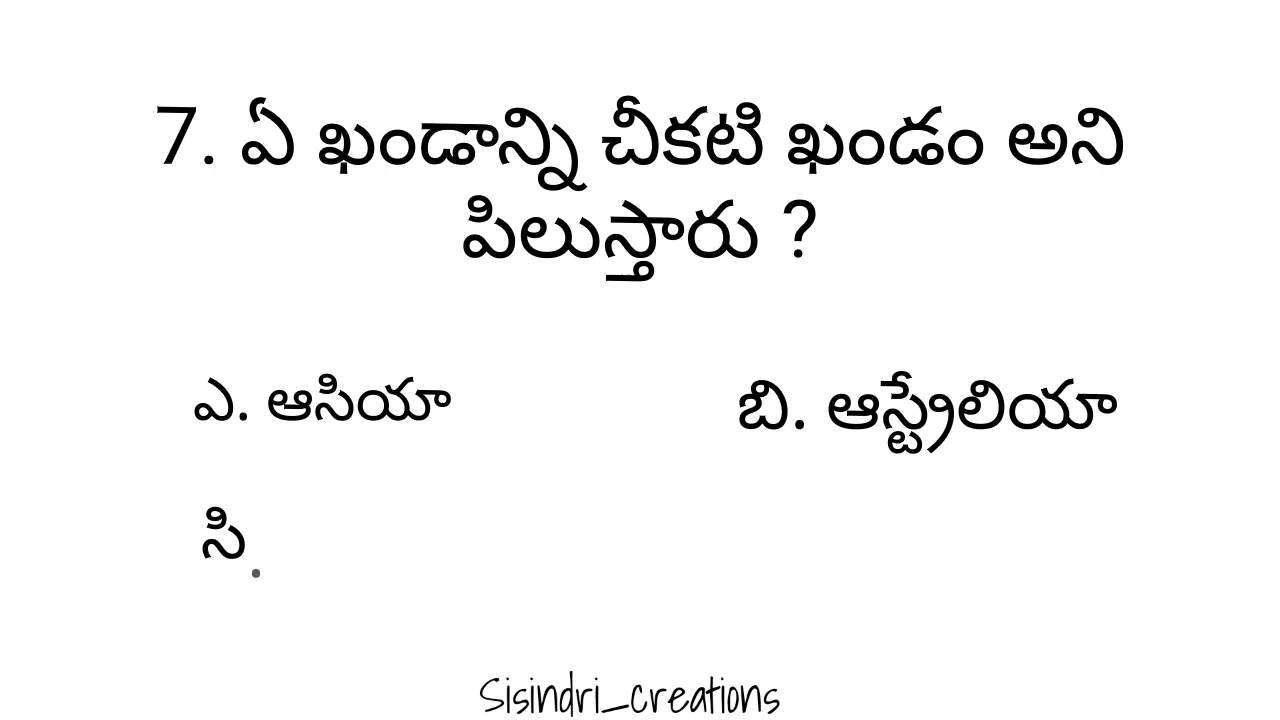 7. ఏ ఖండాన్ని చీకటి ఖండం అని
పిలుస్తారు ?
ఎ. ఆసియా
బి. ఆస్ట్రేలియా
సి.
Sisindri_creations